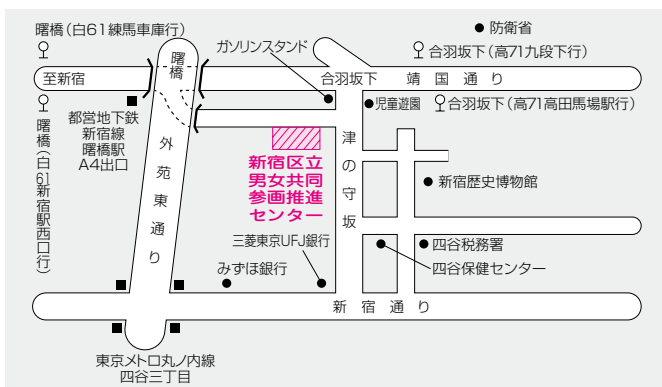 曙橋(白61練馬車庫行)
防衛省
ガソリンスタンド
合羽坂下(高71九段下行)
曙橋
至新宿
合羽坂下 靖国通り
児童遊園
合羽坂下(高71高田馬場駅行)
都営地下鉄
新宿線
曙橋駅
A4出口
曙橋(白61新宿駅西口行)
外苑東通り
新宿区立
男女共同
参画推進
センター
津の守坂
新宿歴史博物館
三菱東京UFJ銀行
四谷税務署
みずほ銀行
四谷保健センター
新宿通り
東京メトロ丸ノ内線
四谷三丁目